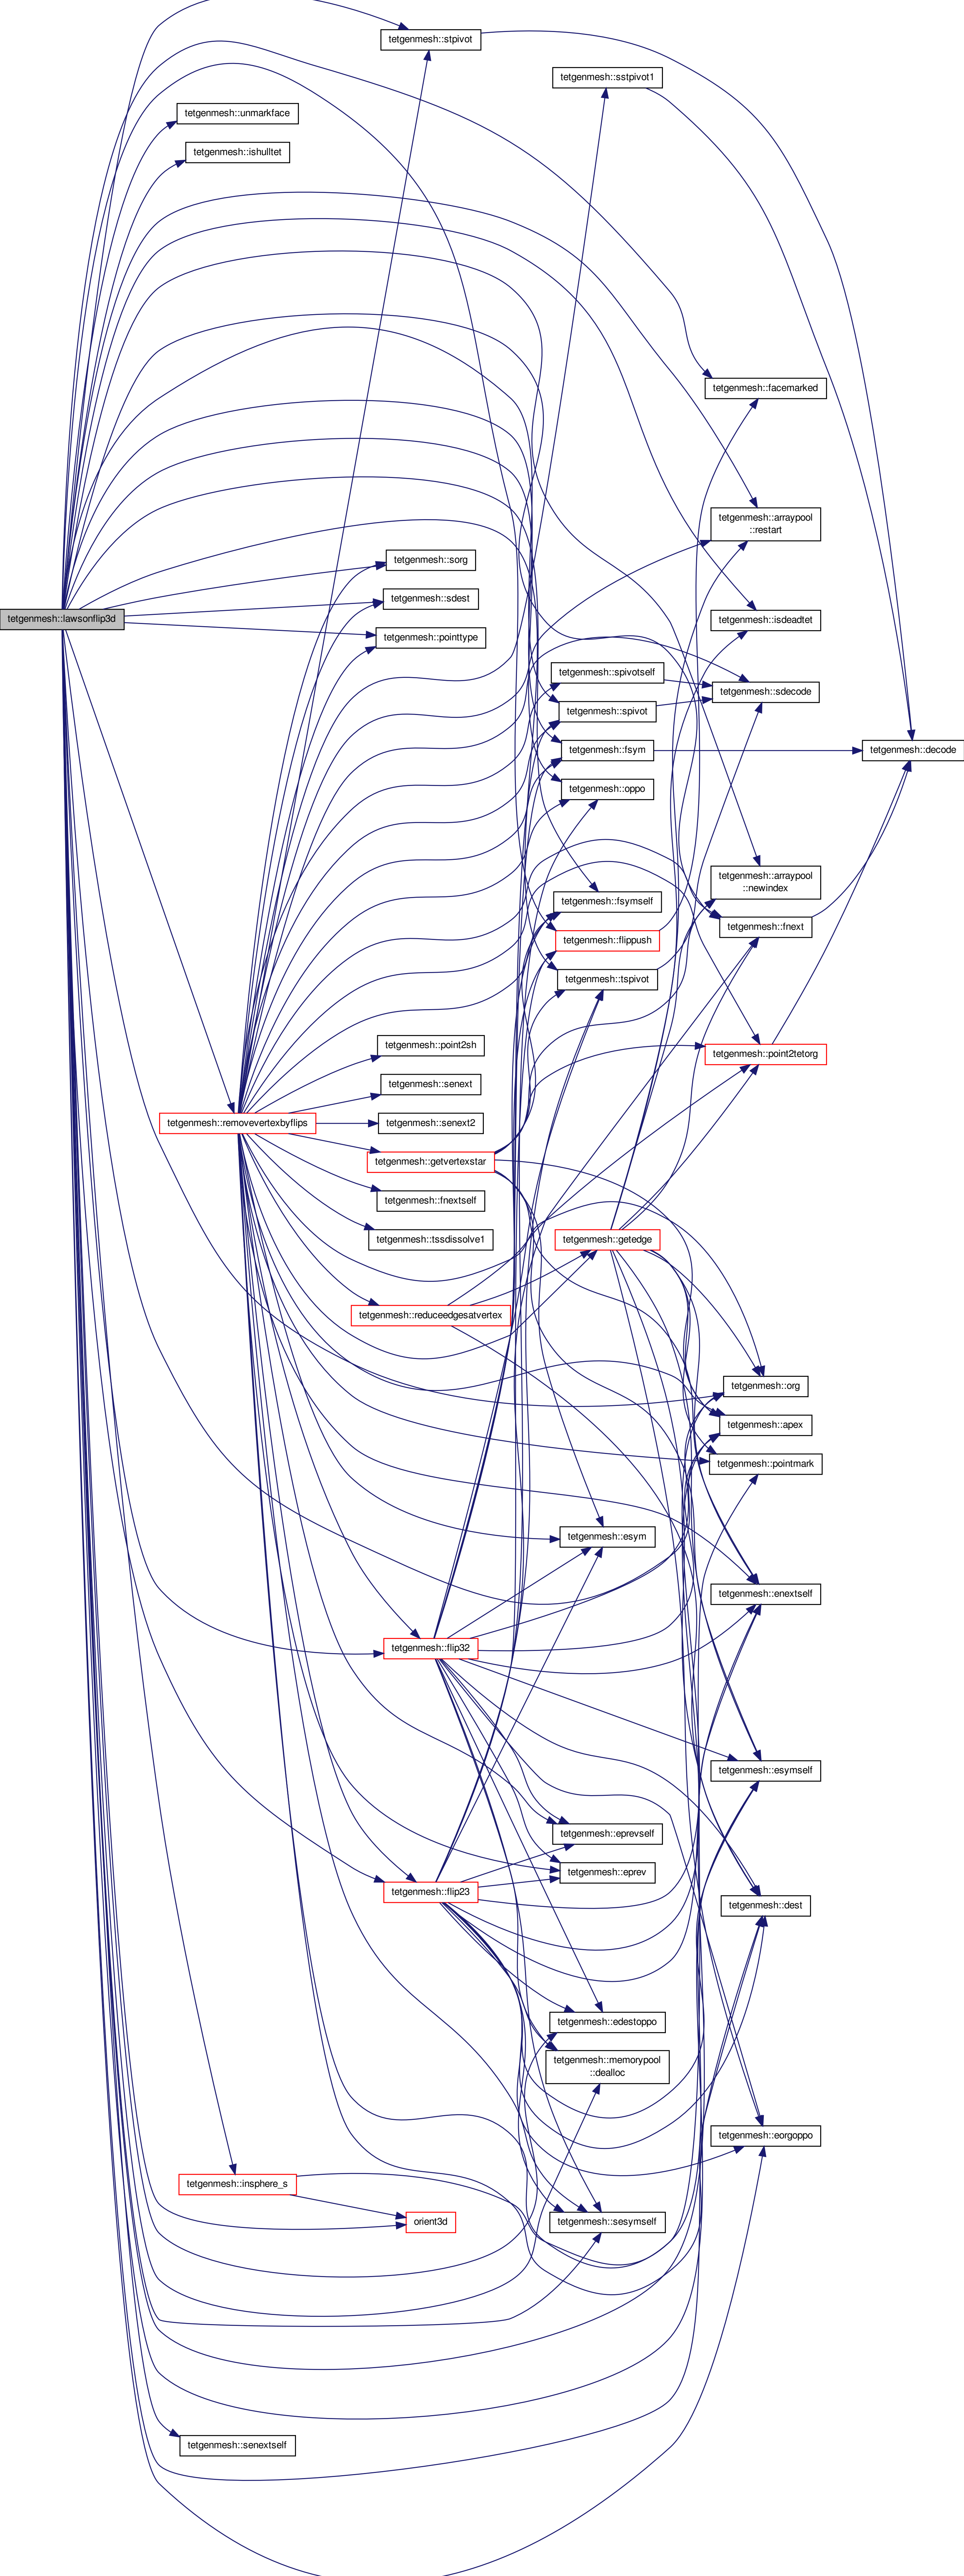 tetgenmesh::stpivot
tetgenmesh::sstpivot1
tetgenmesh::unmarkface
tetgenmesh::ishulltet
tetgenmesh::facemarked
tetgenmesh::arraypool
::restart
tetgenmesh::sorg
tetgenmesh::sdest
tetgenmesh::lawsonflip3d
tetgenmesh::isdeadtet
tetgenmesh::pointtype
tetgenmesh::spivotself
tetgenmesh::sdecode
tetgenmesh::spivot
tetgenmesh::fsym
tetgenmesh::decode
tetgenmesh::oppo
tetgenmesh::arraypool
::newindex
tetgenmesh::fsymself
tetgenmesh::fnext
tetgenmesh::flippush
tetgenmesh::tspivot
tetgenmesh::point2sh
tetgenmesh::point2tetorg
tetgenmesh::senext
tetgenmesh::removevertexbyflips
tetgenmesh::senext2
tetgenmesh::getvertexstar
tetgenmesh::fnextself
tetgenmesh::tssdissolve1
tetgenmesh::getedge
tetgenmesh::reduceedgesatvertex
tetgenmesh::org
tetgenmesh::apex
tetgenmesh::pointmark
tetgenmesh::esym
tetgenmesh::enextself
tetgenmesh::flip32
tetgenmesh::esymself
tetgenmesh::eprevself
tetgenmesh::eprev
tetgenmesh::flip23
tetgenmesh::dest
tetgenmesh::edestoppo
tetgenmesh::memorypool
::dealloc
tetgenmesh::eorgoppo
tetgenmesh::insphere_s
orient3d
tetgenmesh::sesymself
tetgenmesh::senextself